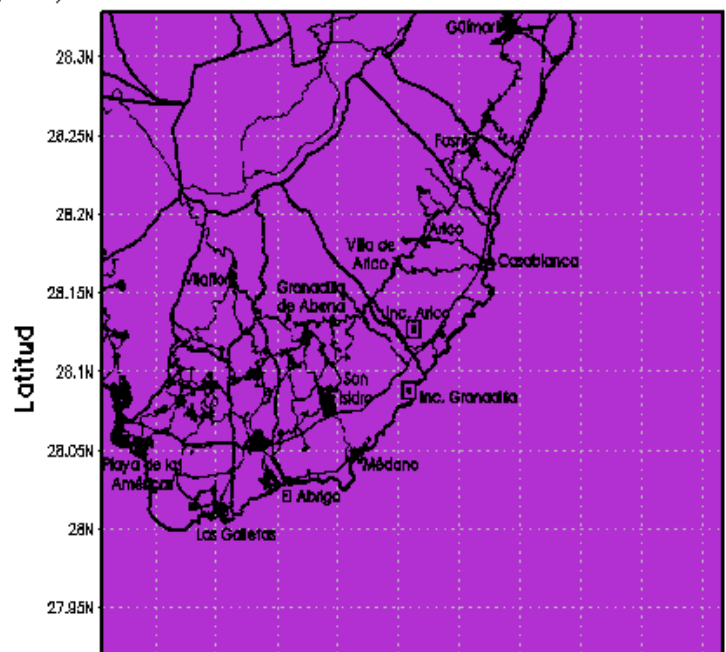 Güimar
28.3N
28.25N
Fasnia
28.2N
Arico
Villa de
Arico
Casablanca
Vilaflor
28.15N
Granadilla
de Abona
Inc. Arico
28.1N
San
Isidro
Inc. Granadilla
28.05N
Playa de las
Américas
Médano
Abrigo
28N
Las Galletas
27.95N
Latitud